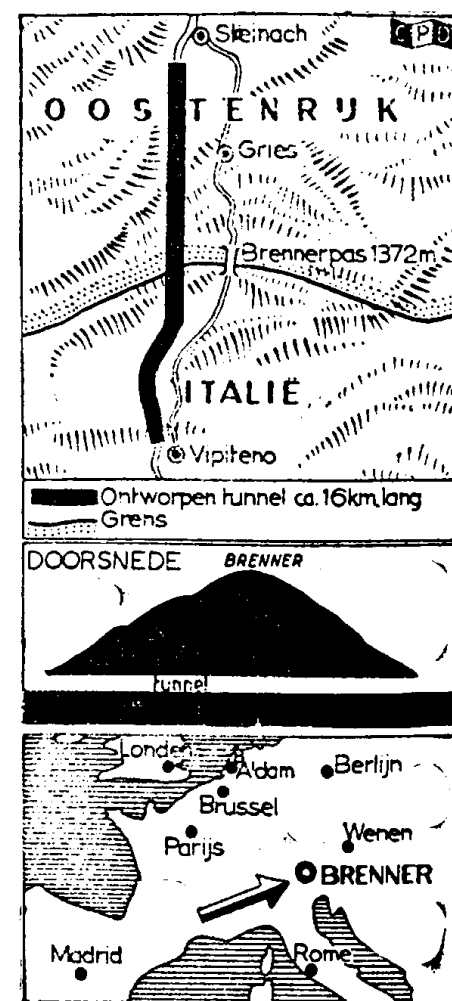 Steinach
C P D
OOSTENRIJK
Gries
Brennerpas 1372m.
ITALIË
Vipiteno
Ontworpen tunnel ca. 16km. lang
Grens
DOORSNEDE
BRENNER
tunnel
Londen
A'dam
Berlijn
Brussel
Parijs
Wenen
BRENNER
Madrid
Rome